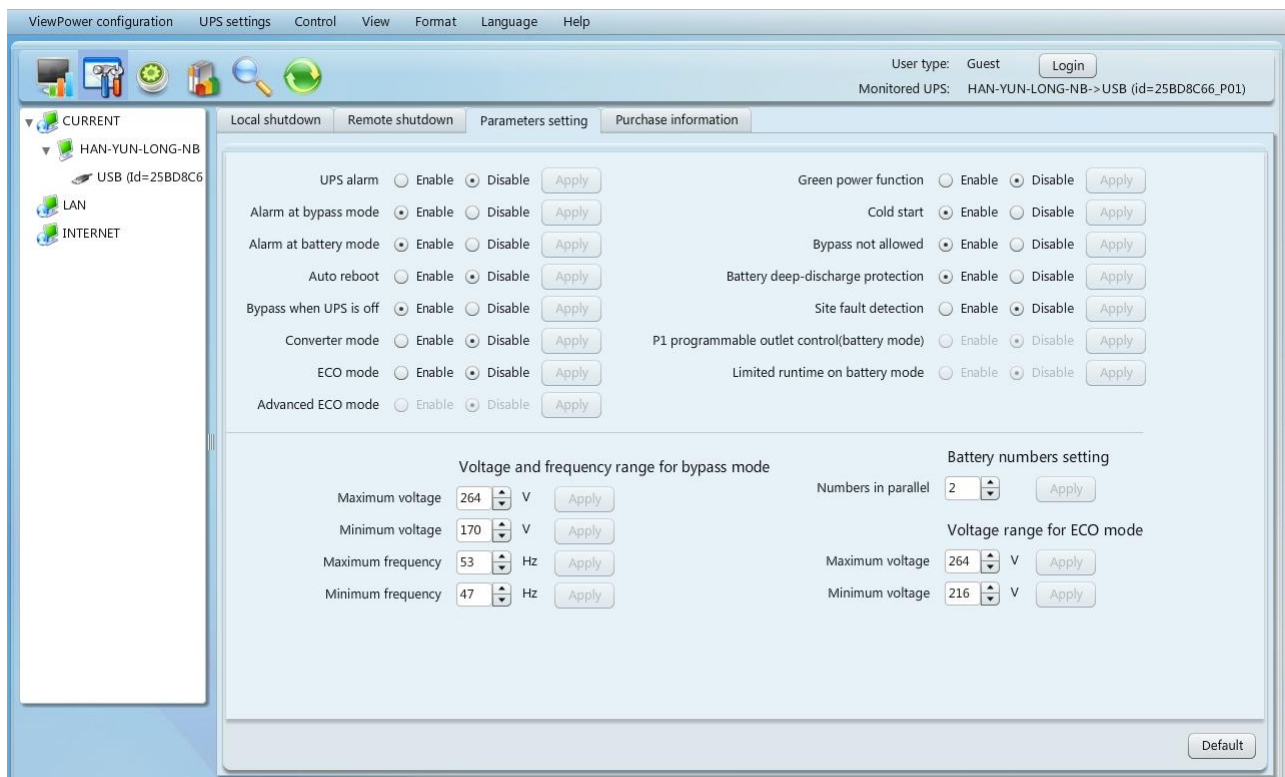 ViewPower configuration UPS settings Control View Format Language Help
User type: Guest Login
Monitored UPS: HAN-YUN-LONG-NB->USB (id=25BD8C66_P01)
CURRENT
HAN-YUN-LONG-NB
USB (Id=25BD8C6
LAN
INTERNET
Local shutdown Remote shutdown Parameters setting Purchase information
UPS alarm Enable Disable Apply Green power function Enable Disable Apply
Alarm at bypass mode Enable Disable Apply Cold start Enable Disable Apply
Alarm at battery mode Enable Disable Apply Bypass not allowed Enable Disable Apply
Auto reboot Enable Disable Apply Battery deep-discharge protection Enable Disable Apply
Bypass when UPS is off Enable Disable Apply Site fault detection Enable Disable Apply
Converter mode Enable Disable Apply P1 programmable outlet control(battery mode) Enable Disable Apply
ECO mode Enable Disable Apply Limited runtime on battery mode Enable Disable Apply
Advanced ECO mode Enable Disable Apply
Voltage and frequency range for bypass mode
Maximum voltage 264 V Apply
Minimum voltage 170 V Apply
Maximum frequency 53 Hz Apply
Minimum frequency 47 Hz Apply
Battery numbers setting
Numbers in parallel 2 Apply
Voltage range for ECO mode
Maximum voltage 264 V Apply
Minimum voltage 216 V Apply
Default